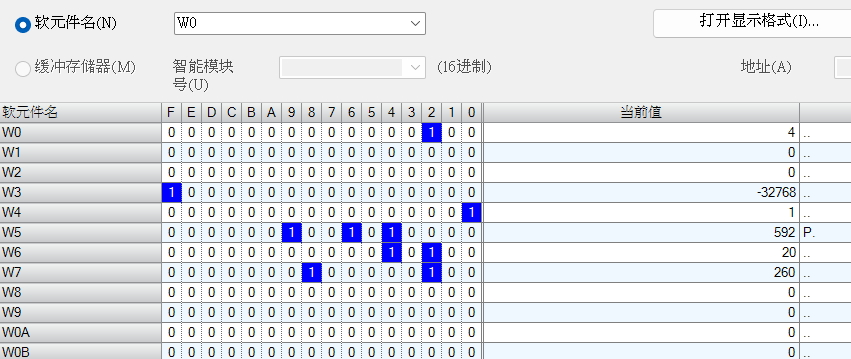 软元件名(N) W0 打开显示格式(I)...
缓冲存储器(M) 智能模块号(U) (16进制) 地址(A)
软元件名 F E D C B A 9 8 7 6 5 4 3 2 1 0 当前值
W0 0 0 0 0 0 0 0 0 0 0 0 0 0 1 0 0 4 ..
W1 0 0 0 0 0 0 0 0 0 0 0 0 0 0 0 0 0 ..
W2 0 0 0 0 0 0 0 0 0 0 0 0 0 0 0 0 0 ..
W3 1 0 0 0 0 0 0 0 0 0 0 0 0 0 0 0 -32768 ..
W4 0 0 0 0 0 0 0 0 0 0 0 0 0 0 0 1 1 ..
W5 0 0 0 0 0 0 1 0 0 1 0 1 0 0 0 0 592 P.
W6 0 0 0 0 0 0 0 0 0 0 0 1 0 1 0 0 20 ..
W7 0 0 0 0 0 0 0 1 0 0 0 0 0 1 0 0 260 ..
W8 0 0 0 0 0 0 0 0 0 0 0 0 0 0 0 0 0 ..
W9 0 0 0 0 0 0 0 0 0 0 0 0 0 0 0 0 0 ..
W0A 0 0 0 0 0 0 0 0 0 0 0 0 0 0 0 0 0 ..
W0B 0 0 0 0 0 0 0 0 0 0 0 0 0 0 0 0 0 ..